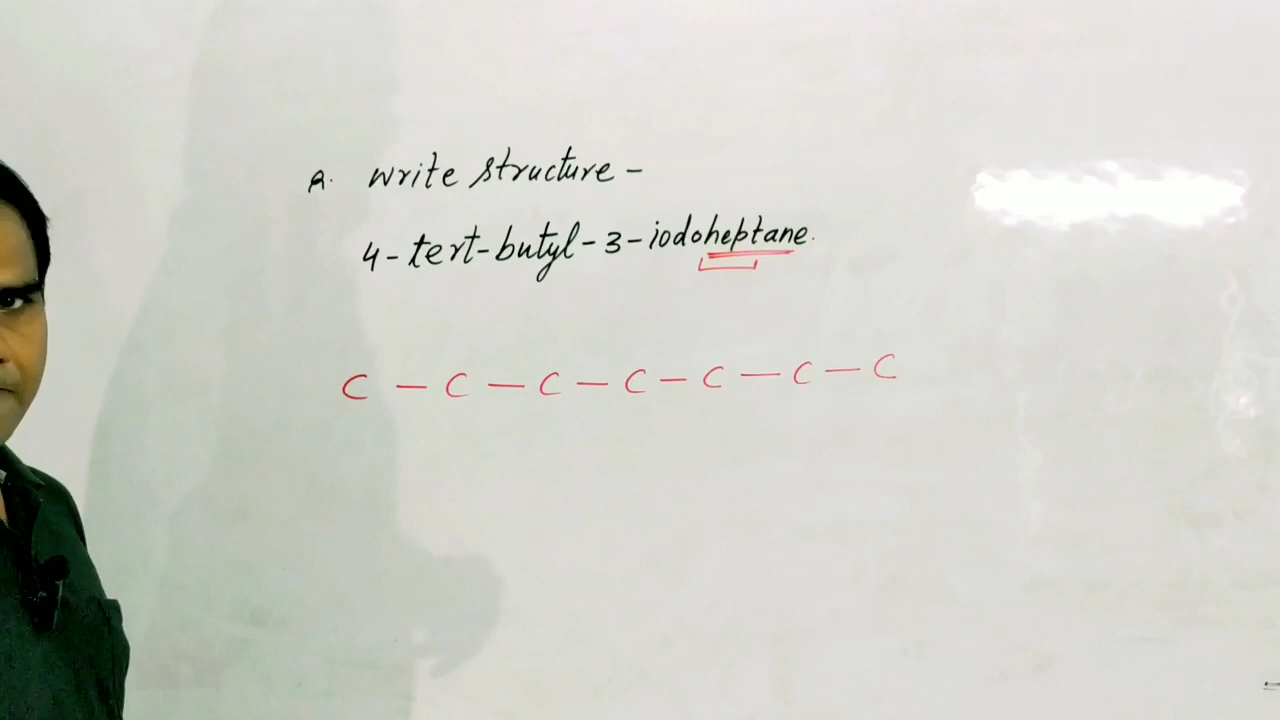 Q. Write structure -
4-tert-butyl-3-iodoheptane.
C - C - C - C - C - C - C